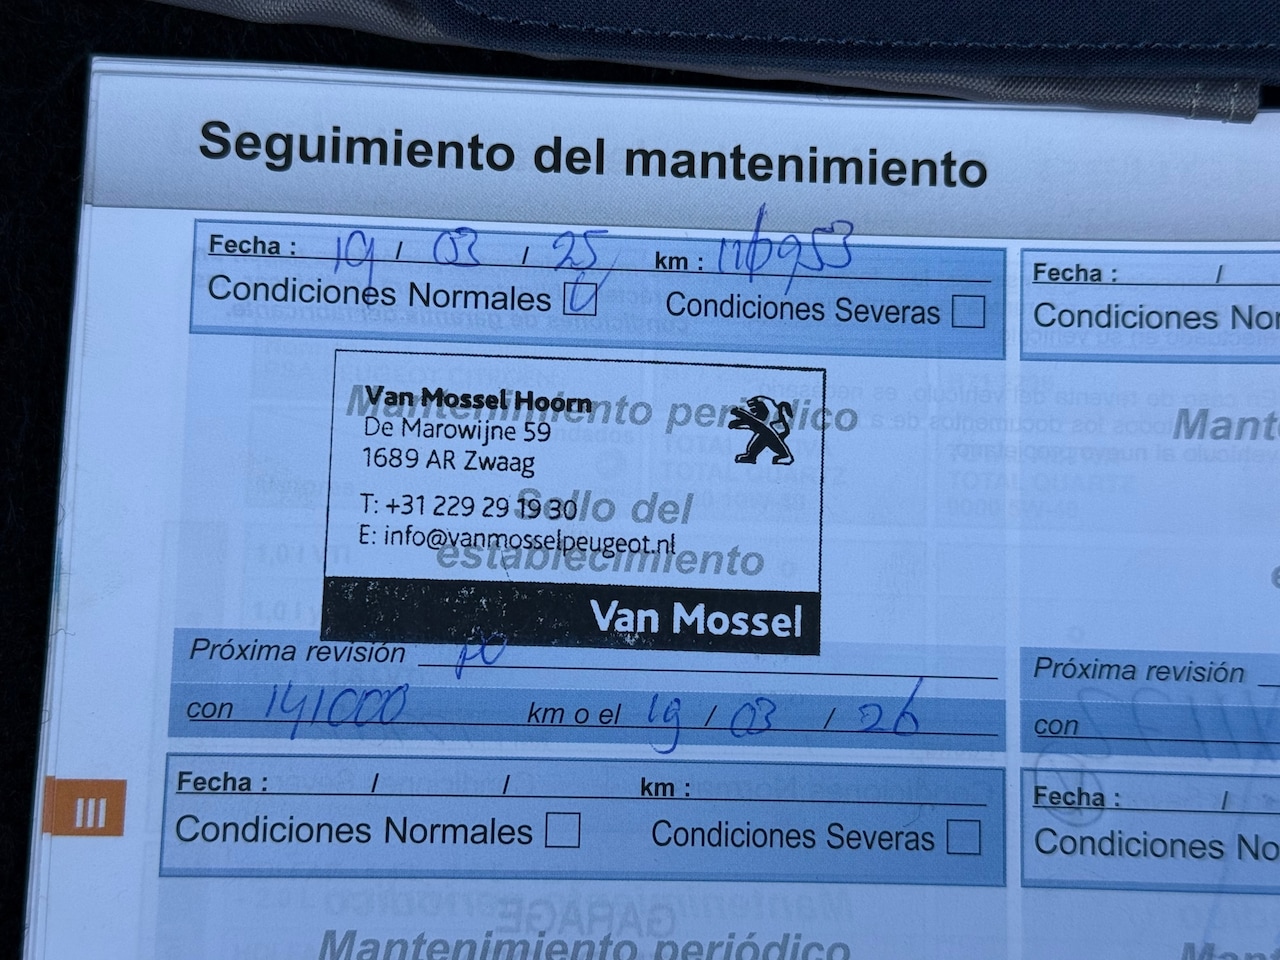 Seguimiento del mantenimiento
Fecha : 19 / 03 / 25 km : 116953
Condiciones Normales Condiciones Severas
Mantenimiento periódico
Sello del
establecimiento
Van Mossel Hoorn
De Marowijne 59
1689 AR Zwaag
T: +31 229 29 19 30
E: info@vanmosselpeugeot.nl
Van Mossel
Próxima revisión
con 141000 km o el 19 / 03 / 26
Fecha : / / km :
Condiciones Normales Condiciones Severas
Mantenimiento periódico
III
Fecha : /
Condiciones Nor
Mant
Próxima revisión
con
Fecha : /
Condiciones No
GARAGE